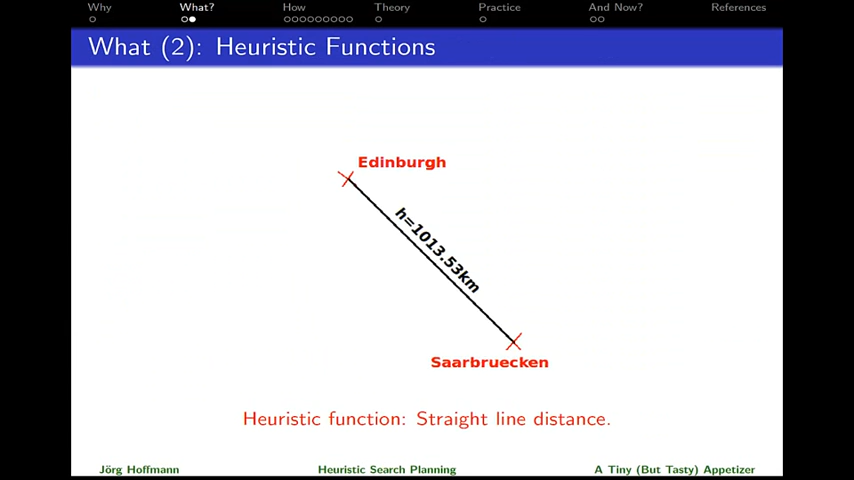 Why What? How Theory Practice And Now? References
What (2): Heuristic Functions
Edinburgh
h=1013.53km
Saarbruecken
Heuristic function: Straight line distance.
Jörg Hoffmann Heuristic Search Planning A Tiny (But Tasty) Appetizer